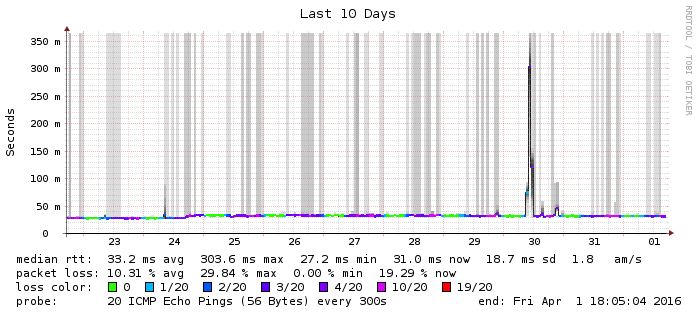 Last 10 Days
RRDTOOL / TOBI OETIKER
Seconds
350 m
300 m
250 m
200 m
150 m
100 m
50 m
0
23 24 25 26 27 28 29 30 31 01
median rtt: 33.2 ms avg 303.6 ms max 27.2 ms min 31.0 ms now 18.7 ms sd 1.8 am/s
packet loss: 10.31 % avg 29.84 % max 0.00 % min 19.29 % now
loss color: 0 1/20 2/20 3/20 4/20 10/20 19/20
probe: 20 ICMP Echo Pings (56 Bytes) every 300s end: Fri Apr 1 18:05:04 2016